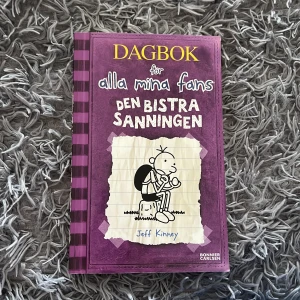 DAGBOK
för
alla mina fans
DEN BISTRA
SANNINGEN
Jeff Kinney
BONNIER
CARLSEN